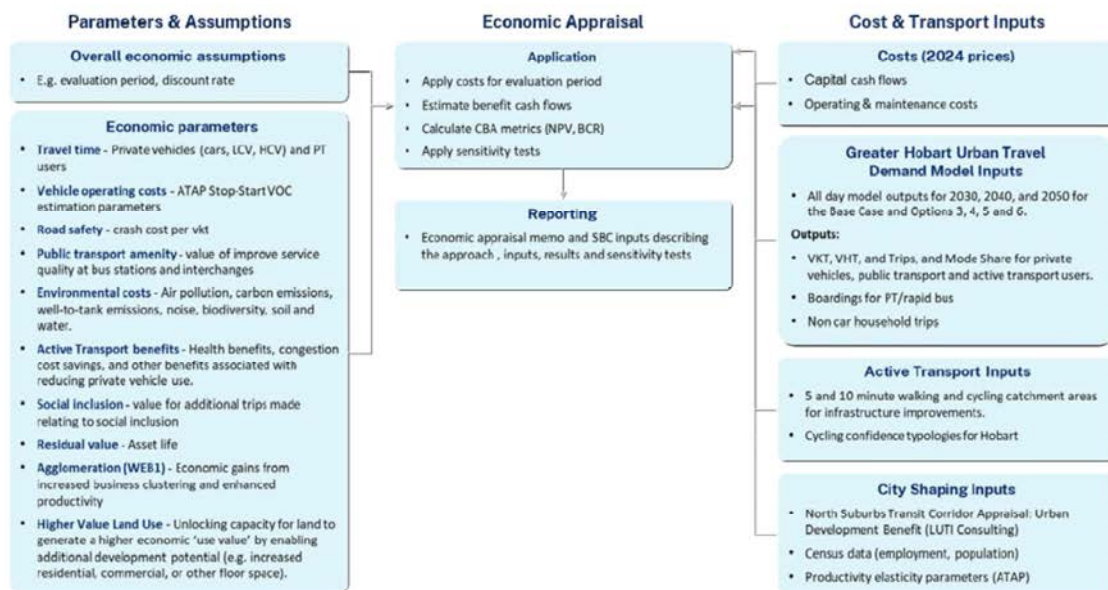 Parameters & Assumptions
Overall economic assumptions
• E.g. evaluation period, discount rate
Economic parameters
• Travel time - Private vehicles (cars, LCV, HCV) and PT
users
• Vehicle operating costs - ATAP Stop-Start VOC
estimation parameters
• Road safety - crash cost per vkt
• Public transport amenity - value of improve service
quality at bus stations and interchanges
• Environmental costs - Air pollution, carbon emissions,
well-to-tank emissions, noise, biodiversity, soil and
water.
• Active Transport benefits - Health benefits, congestion
cost savings, and other benefits associated with
reducing private vehicle use.
• Social inclusion - value for additional trips made
relating to social inclusion
• Residual value - Asset life
• Agglomeration (WEB1) - Economic gains from
increased business clustering and enhanced
productivity
• Higher Value Land Use - Unlocking capacity for land to
generate a higher economic 'use value' by enabling
additional development potential (e.g. increased
residential, commercial, or other floor space).
Economic Appraisal
Application
• Apply costs for evaluation period
• Estimate benefit cash flows
• Calculate CBA metrics (NPV, BCR)
• Apply sensitivity tests
Reporting
• Economic appraisal memo and SBC inputs describing
the approach , inputs, results and sensitivity tests
Cost & Transport Inputs
Costs (2024 prices)
• Capital cash flows
• Operating & maintenance costs
Greater Hobart Urban Travel
Demand Model Inputs
• All day model outputs for 2030, 2040, and 2050 for
the Base Case and Options 3, 4, 5 and 6.
Outputs:
• VKT, VHT, and Trips, and Mode Share for private
vehicles, public transport and active transport users.
• Boardings for PT/rapid bus
• Non car household trips
Active Transport Inputs
• 5 and 10 minute walking and cycling catchment areas
for infrastructure improvements.
• Cycling confidence typologies for Hobart
City Shaping Inputs
• North Suburbs Transit Corridor Appraisal: Urban
Development Benefit (LUTI Consulting)
• Census data (employment, population)
• Productivity elasticity parameters (ATAP)